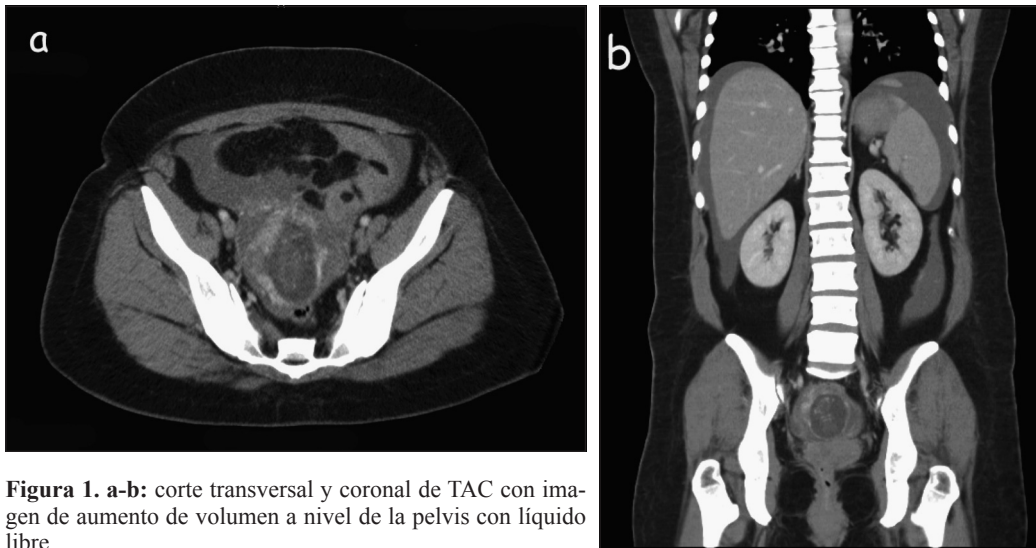 a
b
Figura 1. a-b: corte transversal y coronal de TAC con ima-
gen de aumento de volumen a nivel de la pelvis con líquido
libre